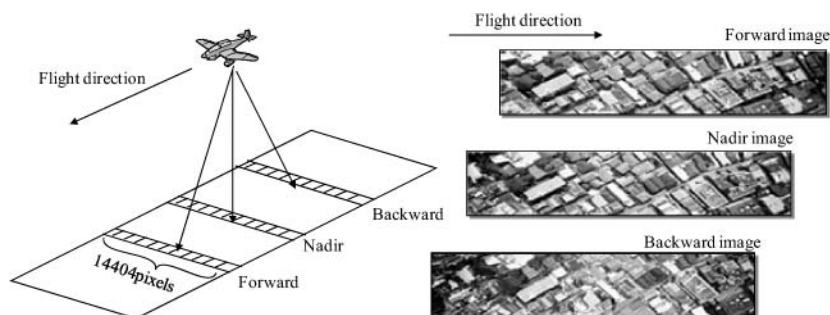 Flight direction
Backward
Nadir
Forward
14404pixels
Flight direction
Forward image
Nadir image
Backward image